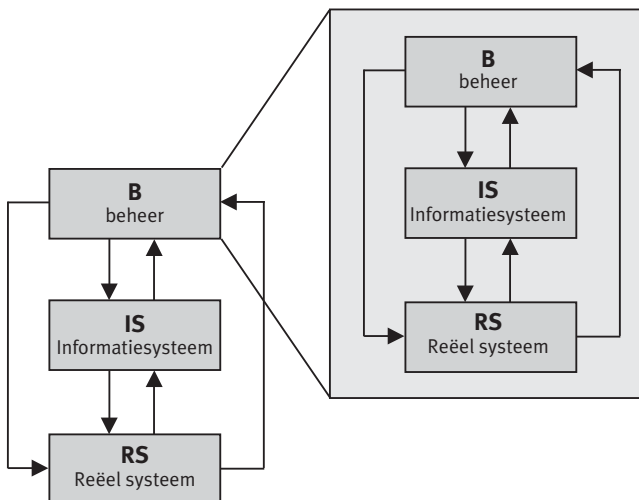 B
beheer
IS
Informatiesysteem
RS
Reëel systeem
B
beheer
IS
Informatiesysteem
RS
Reëel systeem